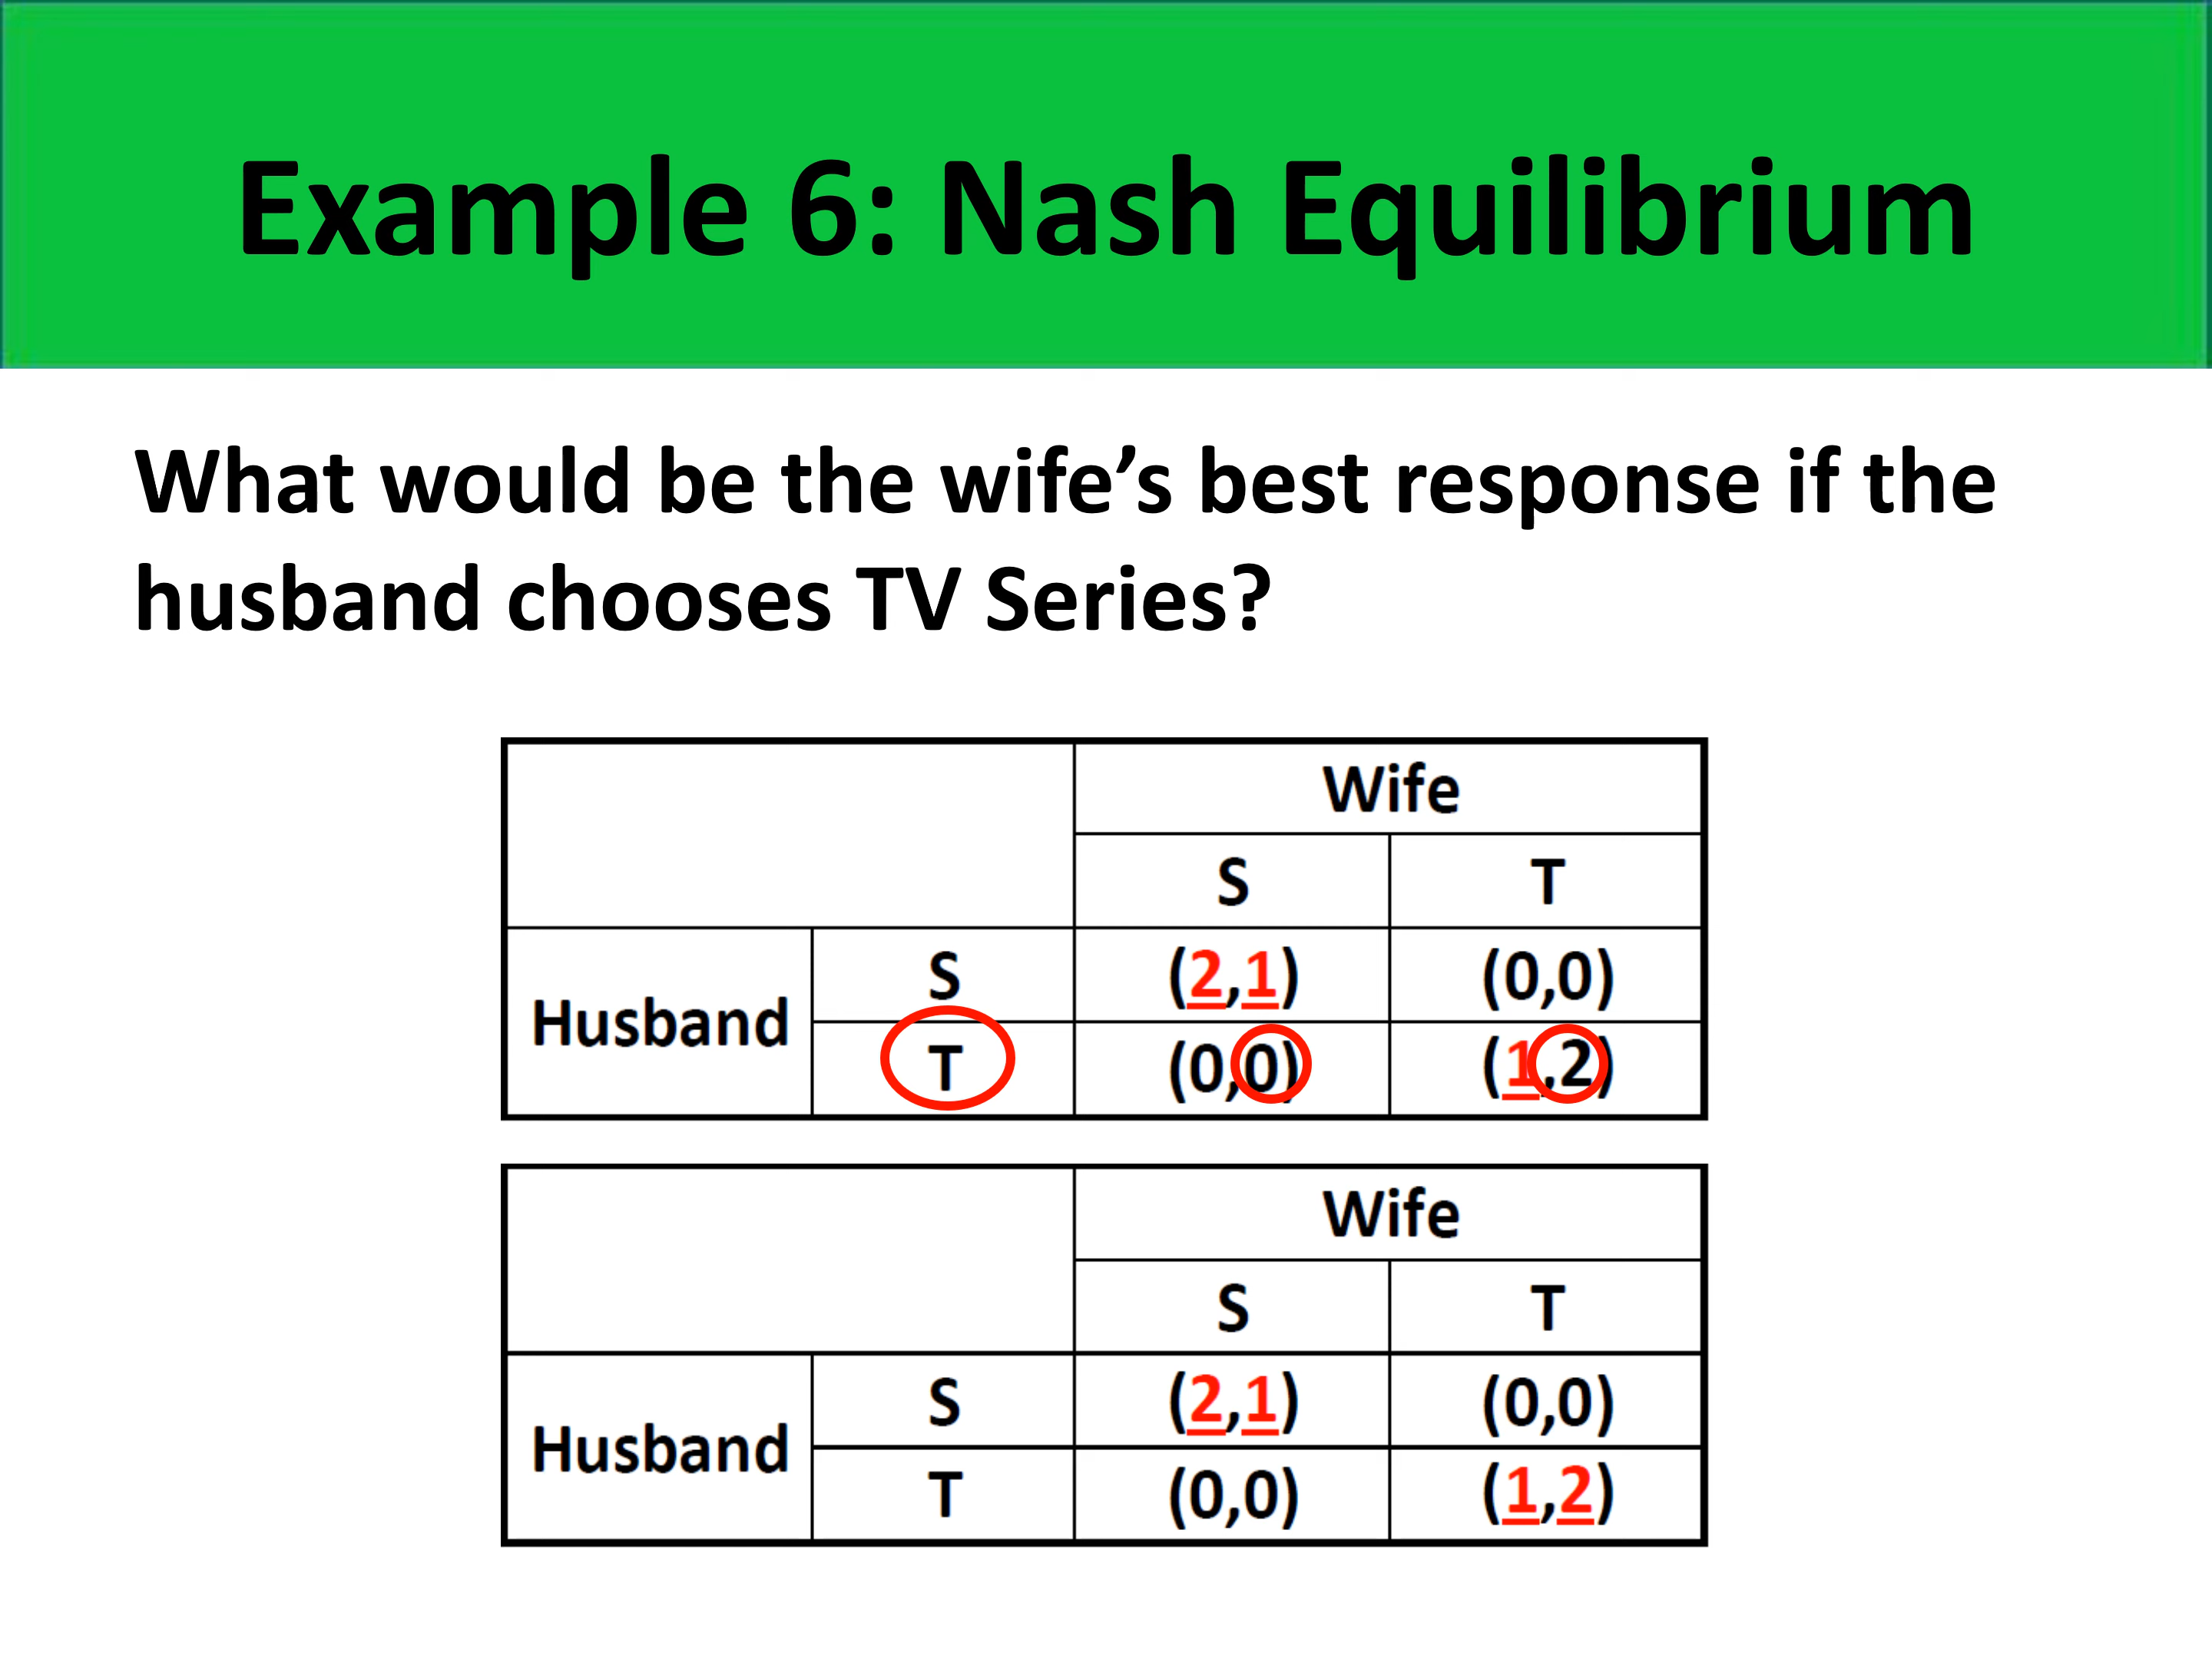 Example 6: Nash Equilibrium
What would be the wife’s best response if the
husband chooses TV Series?
Wife
S T
S (2,1) (0,0)
Husband
T (0,0) (1,2)
Wife
S T
S (2,1) (0,0)
Husband
T (0,0) (1,2)